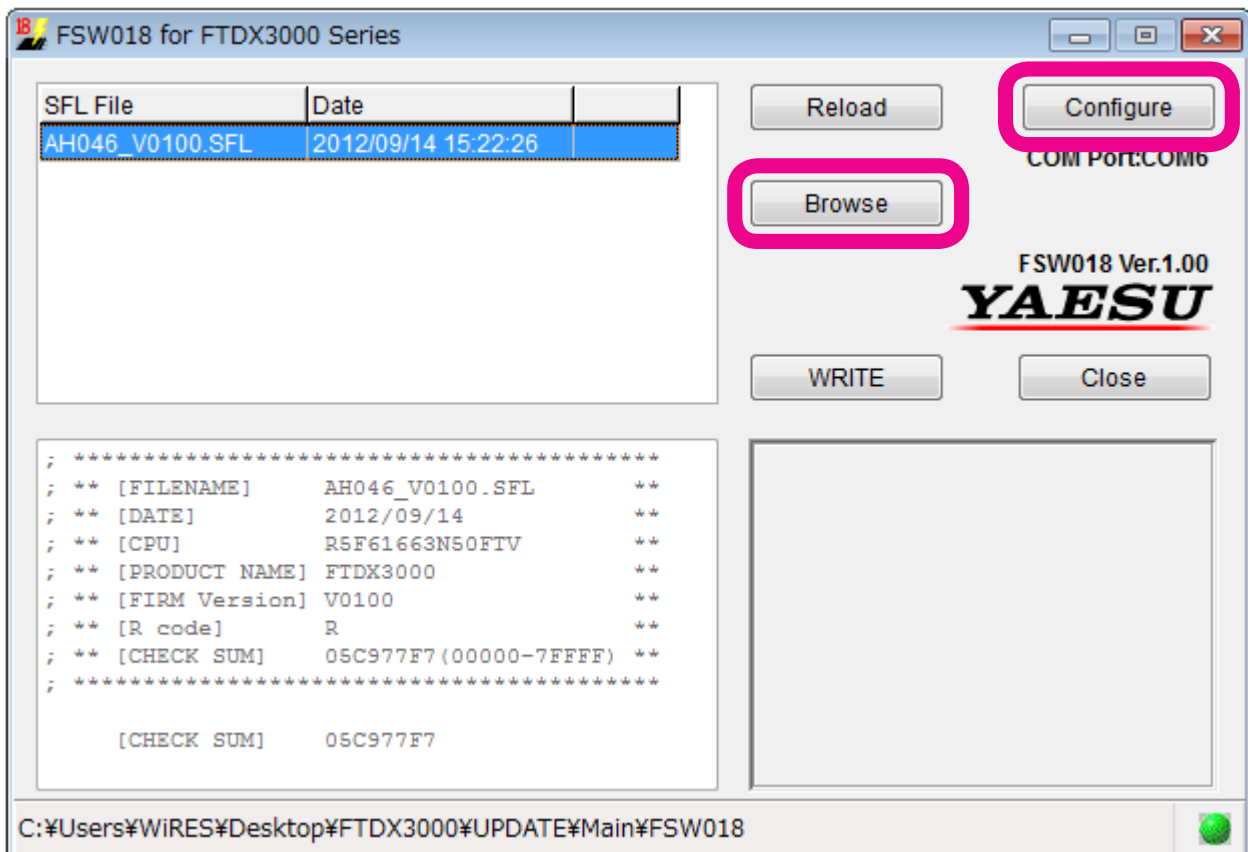 18 FSW018 for FTDX3000 Series
SFL File Date
AH046_V0100.SFL 2012/09/14 15:22:26
Reload
Configure
COM Port:COM6
Browse
FSW018 Ver.1.00
YAESU
WRITE
Close
; ******************************************
; ** [FILENAME] AH046_V0100.SFL **
; ** [DATE] 2012/09/14 **
; ** [CPU] R5F61663N50FTV **
; ** [PRODUCT NAME] FTDX3000 **
; ** [FIRM Version] V0100 **
; ** [R code] R **
; ** [CHECK SUM] 05C977F7(00000-7FFFF) **
; ******************************************
[CHECK SUM] 05C977F7
C:¥Users¥WiRES¥Desktop¥FTDX3000¥UPDATE¥Main¥FSW018